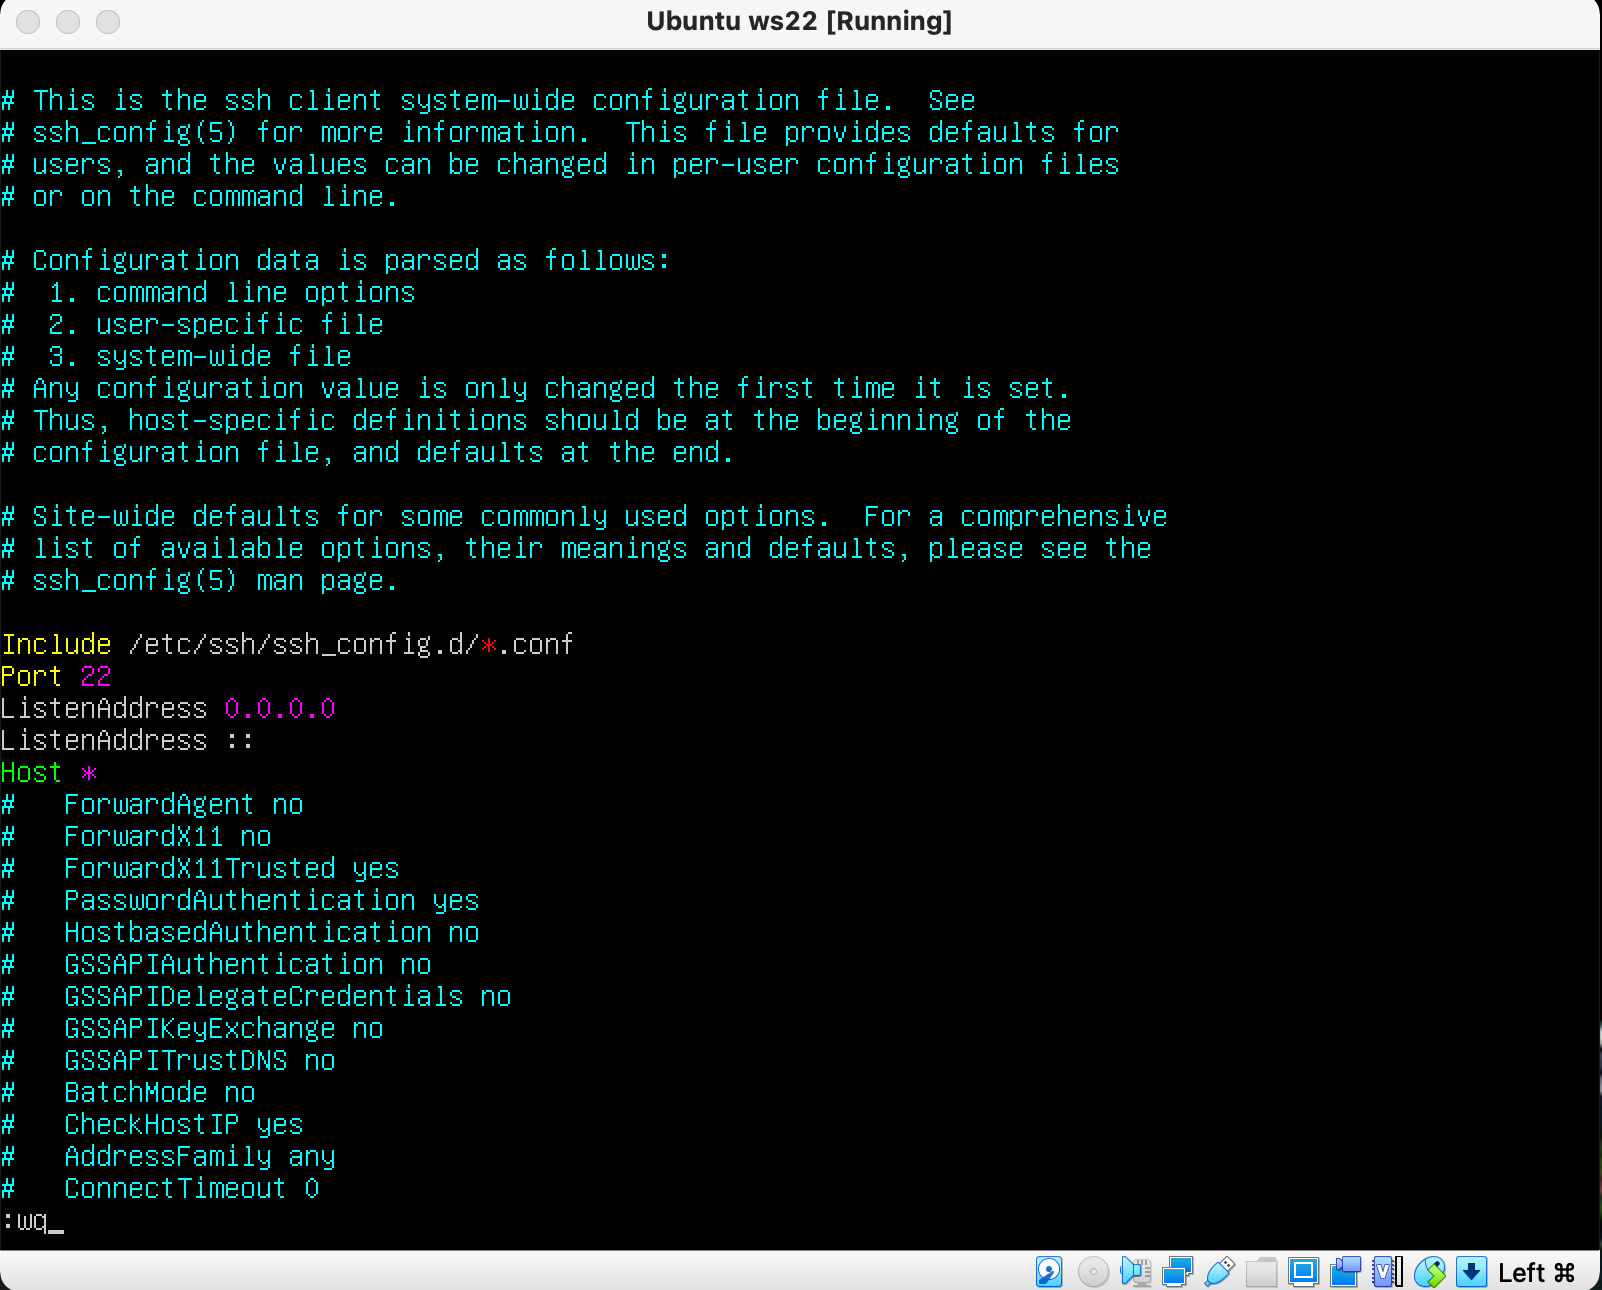 Ubuntu ws22 [Running]
# This is the ssh client system-wide configuration file.  See
# ssh_config(5) for more information.  This file provides defaults for
# users, and the values can be changed in per-user configuration files
# or on the command line.
# Configuration data is parsed as follows:
#  1. command line options
#  2. user-specific file
#  3. system-wide file
# Any configuration value is only changed the first time it is set.
# Thus, host-specific definitions should be at the beginning of the
# configuration file, and defaults at the end.
# Site-wide defaults for some commonly used options.  For a comprehensive
# list of available options, their meanings and defaults, please see the
# ssh_config(5) man page.
Include /etc/ssh/ssh_config.d/*.conf
Port 22
ListenAddress 0.0.0.0
ListenAddress ::
Host *
#   ForwardAgent no
#   ForwardX11 no
#   ForwardX11Trusted yes
#   PasswordAuthentication yes
#   HostbasedAuthentication no
#   GSSAPIAuthentication no
#   GSSAPIDelegateCredentials no
#   GSSAPIKeyExchange no
#   GSSAPITrustDNS no
#   BatchMode no
#   CheckHostIP yes
#   AddressFamily any
#   ConnectTimeout 0
:wq_
Left ⌘